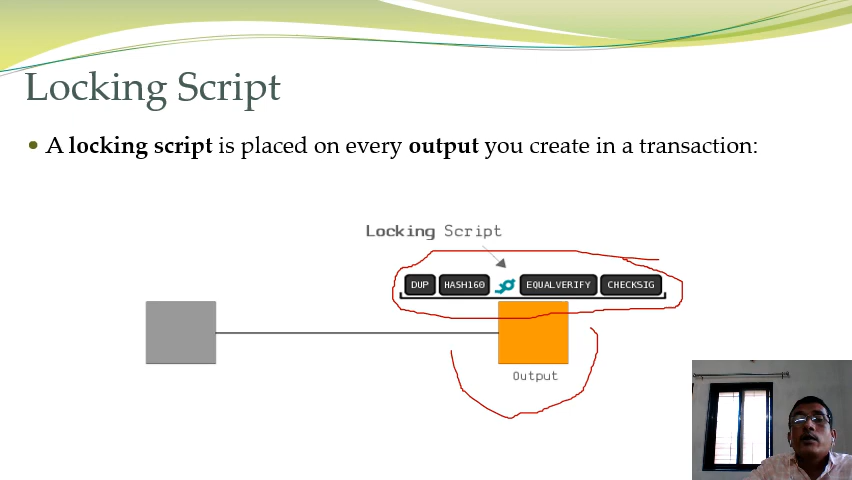 Locking Script
A locking script is placed on every output you create in a transaction:
Locking Script
DUP HASH160 EQUALVERIFY CHECKSIG
Output